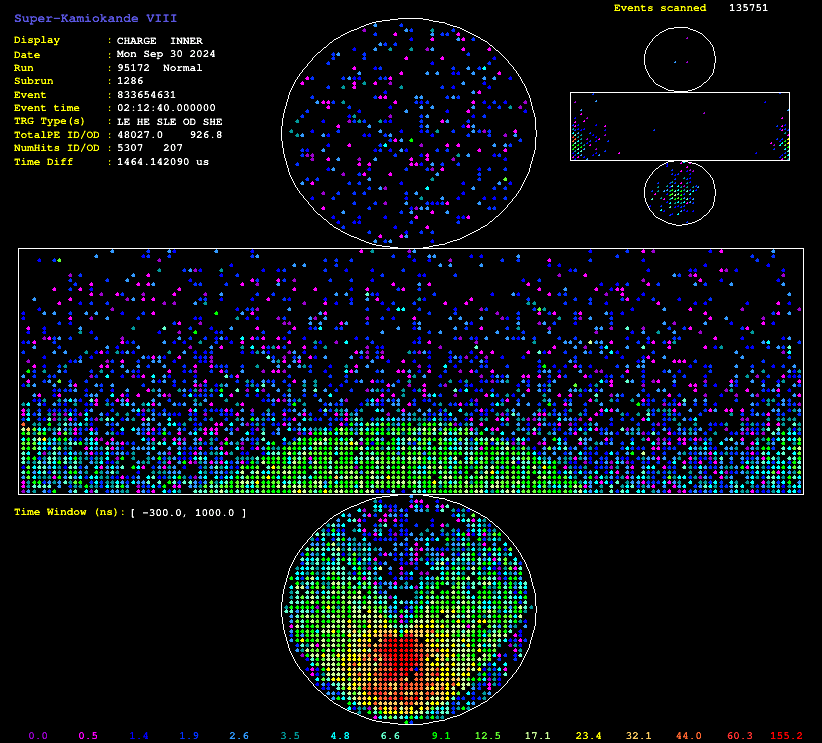 Super-Kamiokande VIII
Events scanned 135751
Display : CHARGE INNER
Date : Mon Sep 30 2024
Run : 95172 Normal
Subrun : 1286
Event : 833654631
Event time : 02:12:40.000000
TRG Type(s) : LE HE SLE OD SHE
TotalPE ID/OD : 48027.0 926.8
NumHits ID/OD : 5307 207
Time Diff : 1464.142090 us
Time Window (ns): [ -300.0, 1000.0 ]
0.0 0.5 1.4 1.9 2.6 3.5 4.8 6.6 9.1 12.5 17.1 23.4 32.1 44.0 60.3 155.2